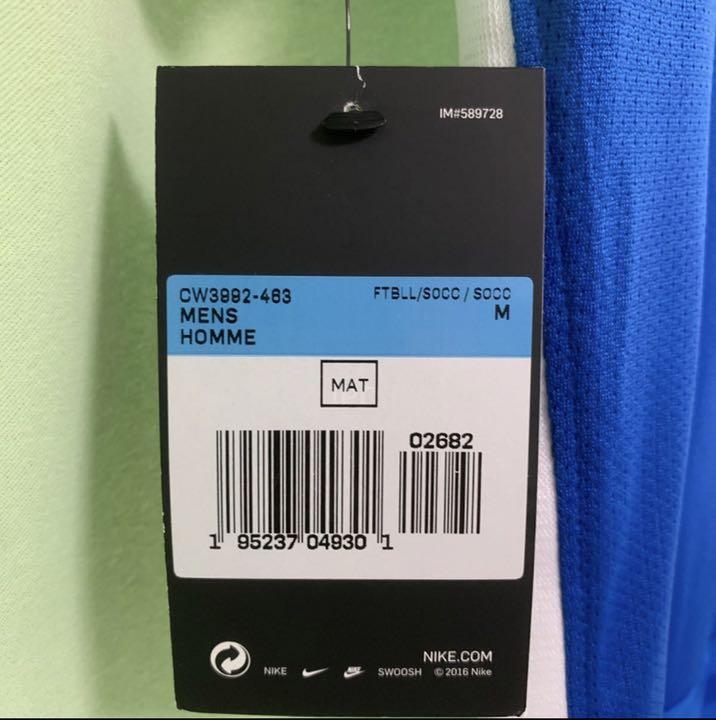 IM#589728
CW3992-463
FTBLL/SOCC / SOCC
MENS
M
HOMME
MAT
02682
1 95237 04930 1
NIKE.COM
NIKE
NIKE
SWOOSH
©2016 Nike